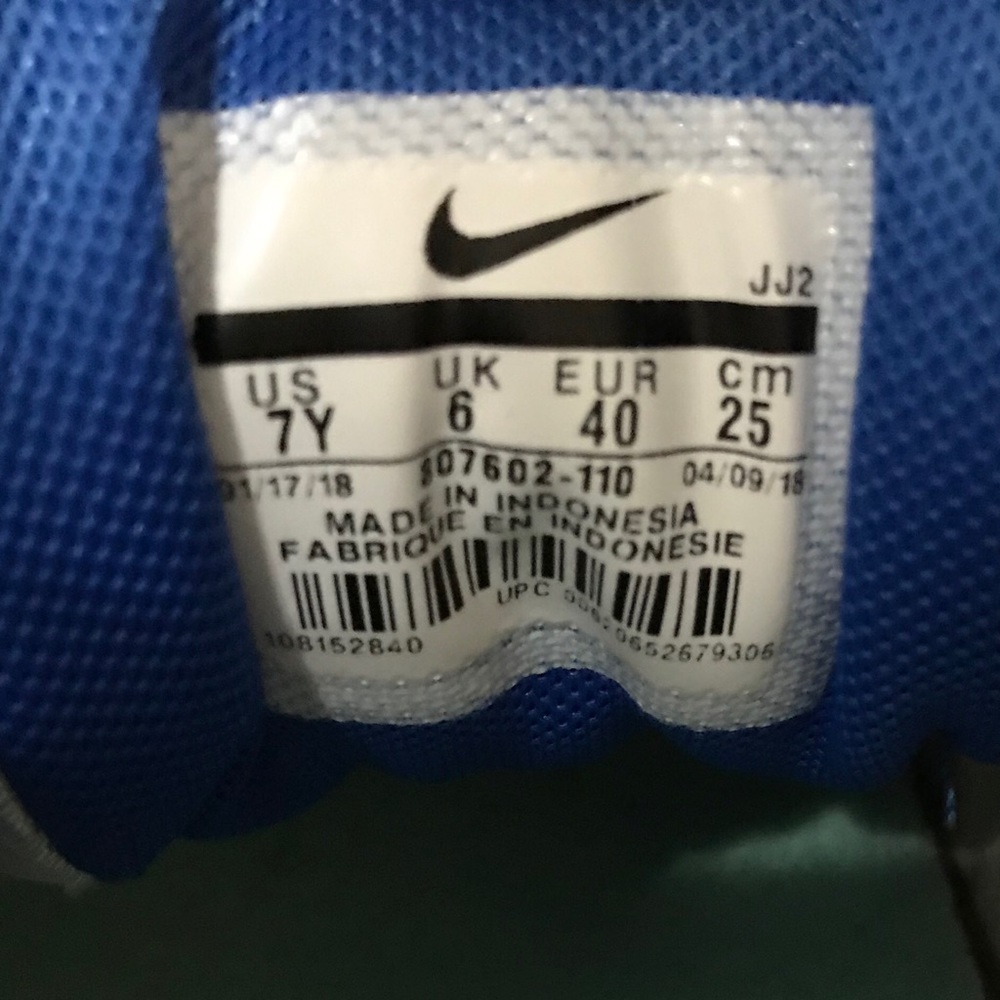 JJ2
US UK EUR cm
7Y 6 40 25
01/17/18 807602-110 04/09/18
MADE IN INDONESIA
FABRIQUE EN INDONESIE
UPC
108152840